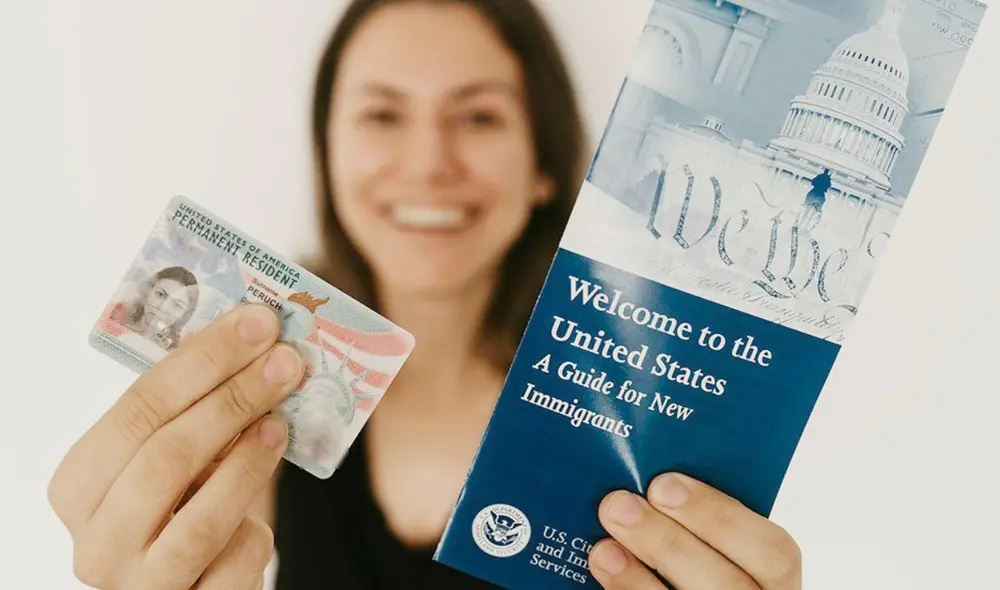 UNITED STATES OF AMERICA
PERMANENT RESIDENT
Surname
PERUCH
We the
Welcome to the
United States
A Guide for New
Immigrants
U.S. Cit
and Im
Services